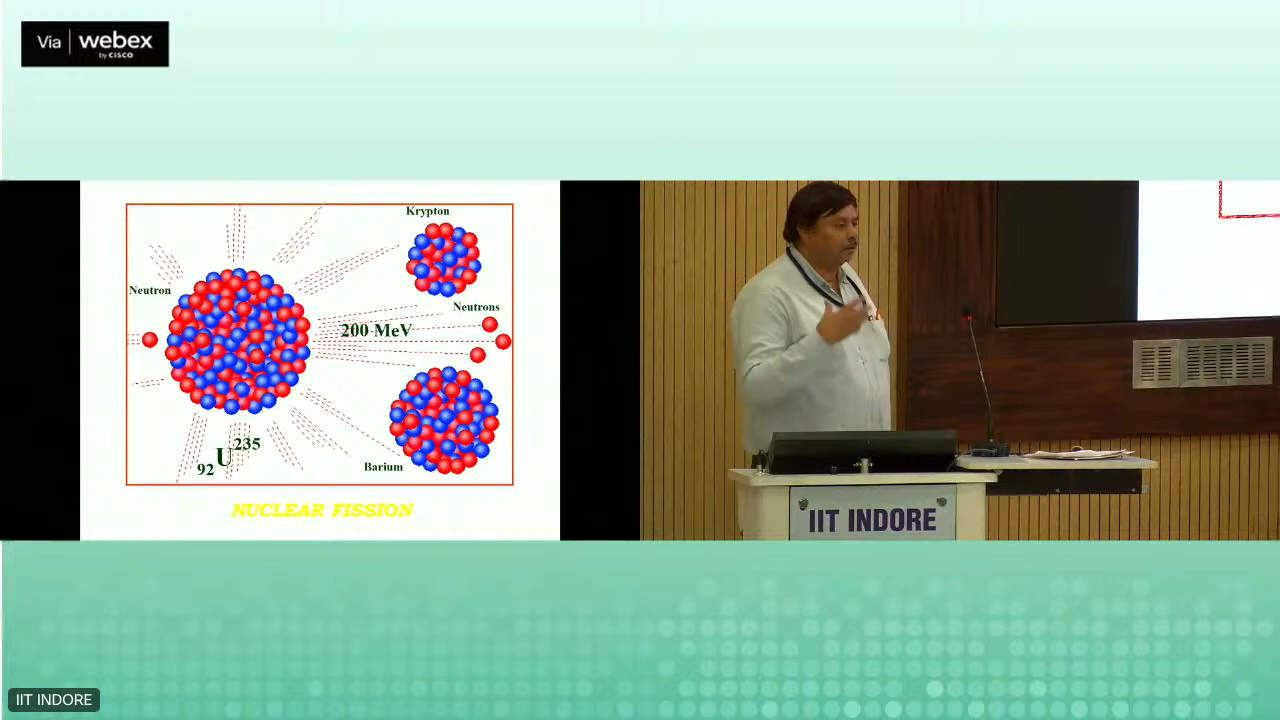 Via | webex
by CISCO
Krypton
Neutron
Neutrons
200 MeV
92U235
Barium
NUCLEAR FISSION
IIT INDORE
IIT INDORE